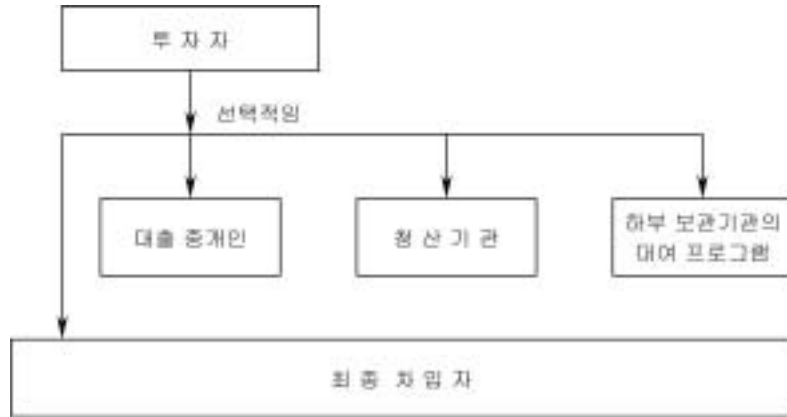 투 자 자
선택적임
대출 중개인
청 산 기 관
하부 보관기관의
대여 프로그램
최 종 차 입 자